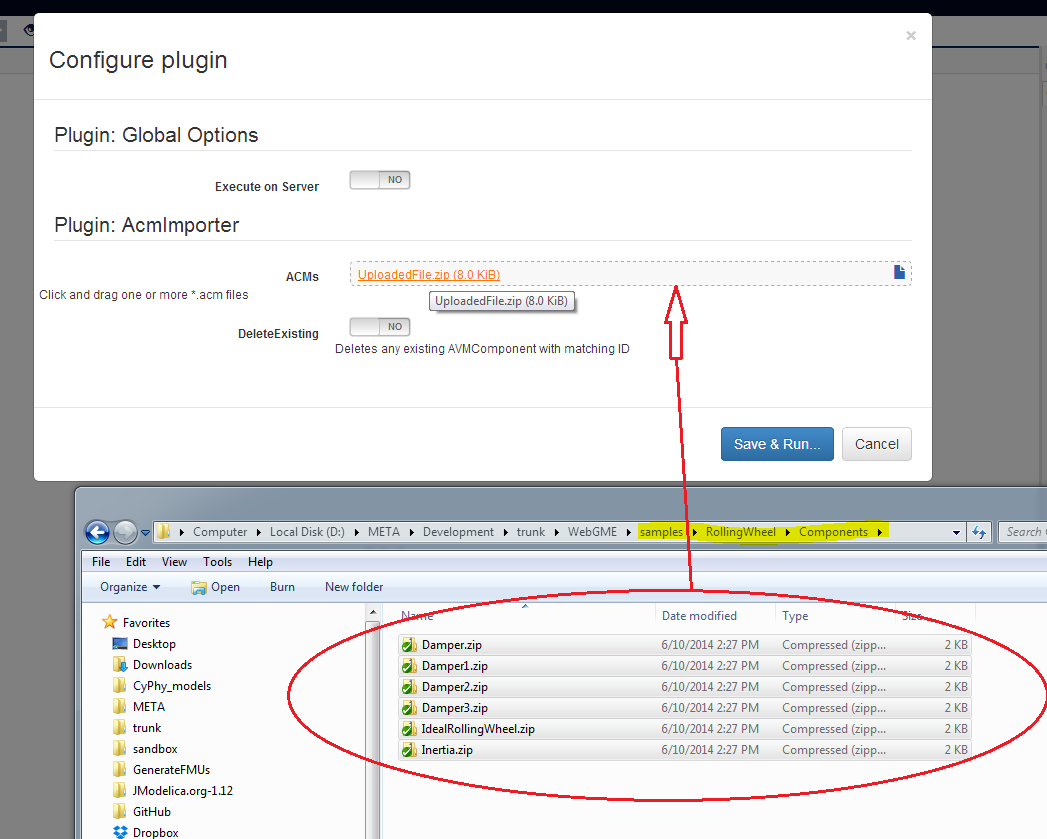 Configure plugin
×
Plugin: Global Options
Execute on Server
NO
Plugin: AcmImporter
ACMs
UploadedFile.zip (8.0 KiB)
Click and drag one or more *.acm files
UploadedFile.zip (8.0 KiB)
DeleteExisting
NO
Deletes any existing AVMComponent with matching ID
Save & Run...
Cancel
Computer Local Disk (D:) META Development trunk WebGME samples RollingWheel Components
Search
File Edit View Tools Help
Organize Open Burn New folder
Name Date modified Type Size
Favorites
Desktop
Downloads
CyPhy_models
META
trunk
sandbox
GenerateFMUs
JModelica.org-1.12
GitHub
Dropbox
Damper.zip 6/10/2014 2:27 PM Compressed (zipp... 2 KB
Damper1.zip 6/10/2014 2:27 PM Compressed (zipp... 2 KB
Damper2.zip 6/10/2014 2:27 PM Compressed (zipp... 2 KB
Damper3.zip 6/10/2014 2:27 PM Compressed (zipp... 2 KB
IdealRollingWheel.zip 6/10/2014 2:27 PM Compressed (zipp... 2 KB
Inertia.zip 6/10/2014 2:27 PM Compressed (zipp... 2 KB